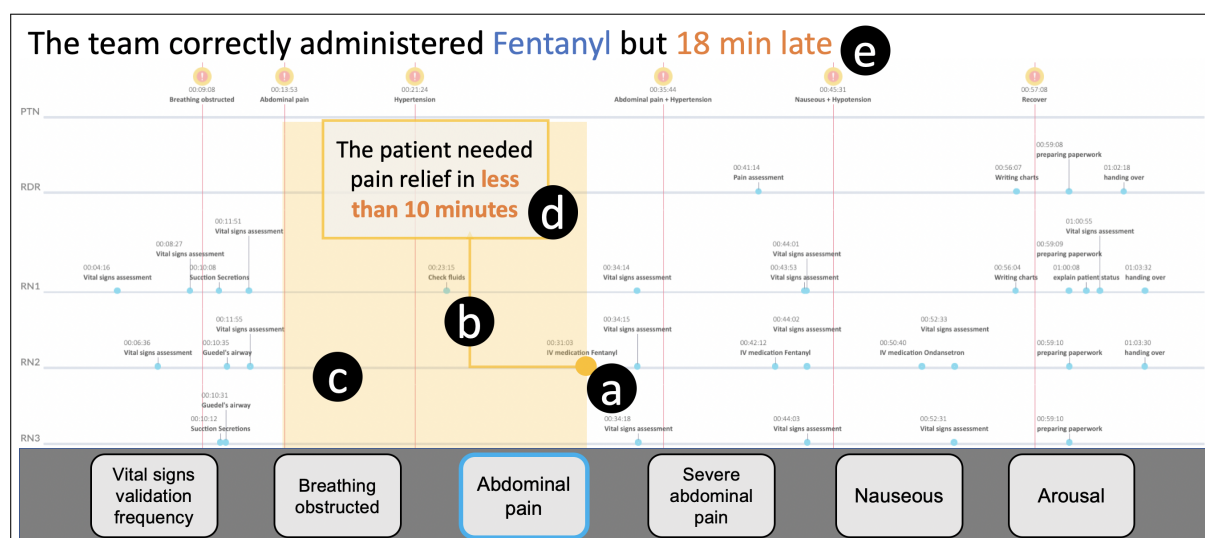 The team correctly administered Fentanyl but 18 min late e
00:09:08
Breathing obstructed
00:13:53
Abdominal pain
00:21:24
Hypertension
00:35:44
Abdominal pain + Hypertension
00:45:31
Nauseous + Hypotension
00:57:08
Recover
PTN
The patient needed
pain relief in less
than 10 minutes
d
RDR
00:41:14
Pain assessment
00:56:07
Writing charts
00:59:08
preparing paperwork
01:02:18
handing over
RN1
00:04:16
Vital signs assessment
00:08:27
Vital signs assessment
00:10:08
Sucction Secretions
00:11:51
Vital signs assessment
00:23:15
Check fluids
00:34:14
Vital signs assessment
00:44:01
Vital signs assessment
00:43:53
Vital signs assessment
00:56:04
Writing charts
00:59:09
preparing paperwork
01:00:08
explain patient status
01:00:55
Vital signs assessment
01:03:32
handing over
b
RN2
00:06:36
Vital signs assessment
00:10:35
Guedel's airway
00:11:55
Vital signs assessment
00:31:03
IV medication Fentanyl
00:34:15
Vital signs assessment
00:42:12
IV medication Fentanyl
00:44:02
Vital signs assessment
00:50:40
IV medication Ondansetron
00:52:33
Vital signs assessment
00:59:10
preparing paperwork
01:03:30
handing over
c
a
RN3
00:10:31
Guedel's airway
00:10:12
Sucction Secretions
00:34:18
Vital signs assessment
00:44:03
Vital signs assessment
00:52:31
Vital signs assessment
00:59:10
preparing paperwork
Vital signs
validation
frequency
Breathing
obstructed
Abdominal
pain
Severe
abdominal
pain
Nauseous
Arousal